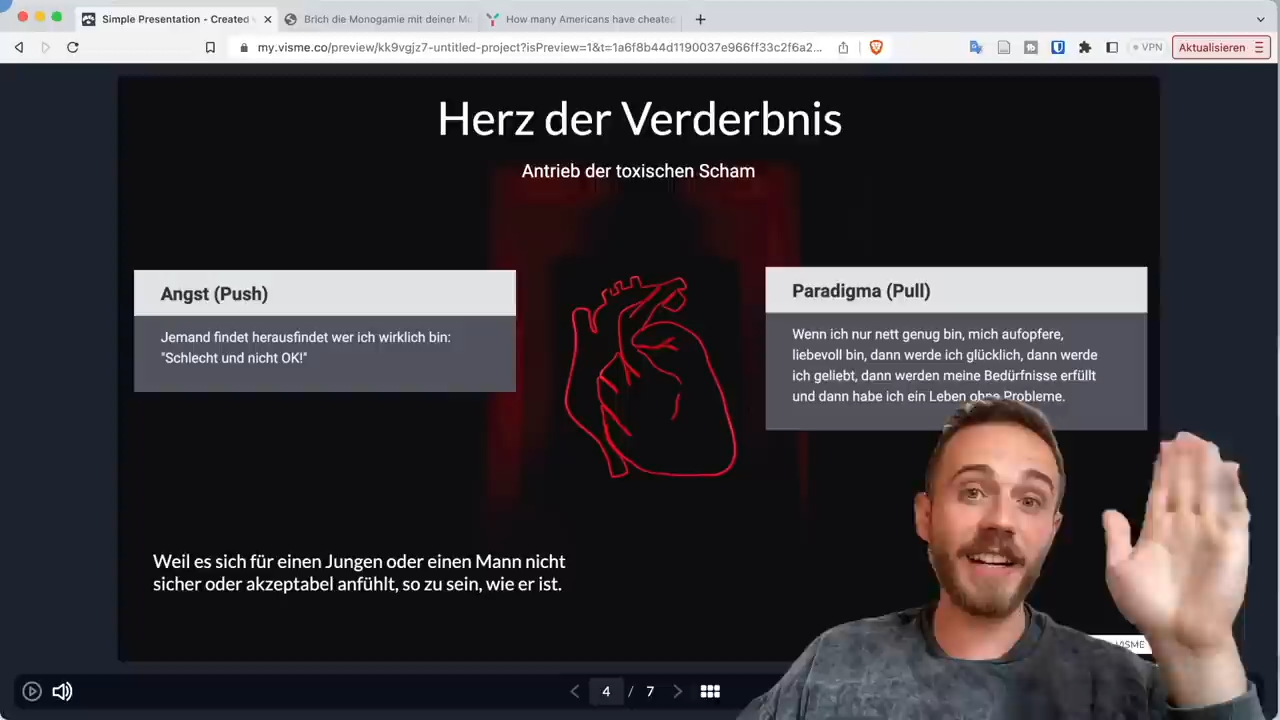 Simple Presentation - Created
Brich die Monogamie mit deiner Mu
How many Americans have cheated
my.visme.co/preview/kk9vgjz7-untitled-project?isPreview=1&t=1a6f8b44d1190037e966ff33c2f6a2...
VPN
Aktualisieren
Herz der Verderbnis
Antrieb der toxischen Scham
Angst (Push)
Jemand findet herausfindet wer ich wirklich bin:
"Schlecht und nicht OK!"
Paradigma (Pull)
Wenn ich nur nett genug bin, mich aufopfere,
liebevoll bin, dann werde ich glücklich, dann werde
ich geliebt, dann werden meine Bedürfnisse erfüllt
und dann habe ich ein Leben ohne Probleme.
Weil es sich für einen Jungen oder einen Mann nicht
sicher oder akzeptabel anfühlt, so zu sein, wie er ist.
VISME
4 / 7